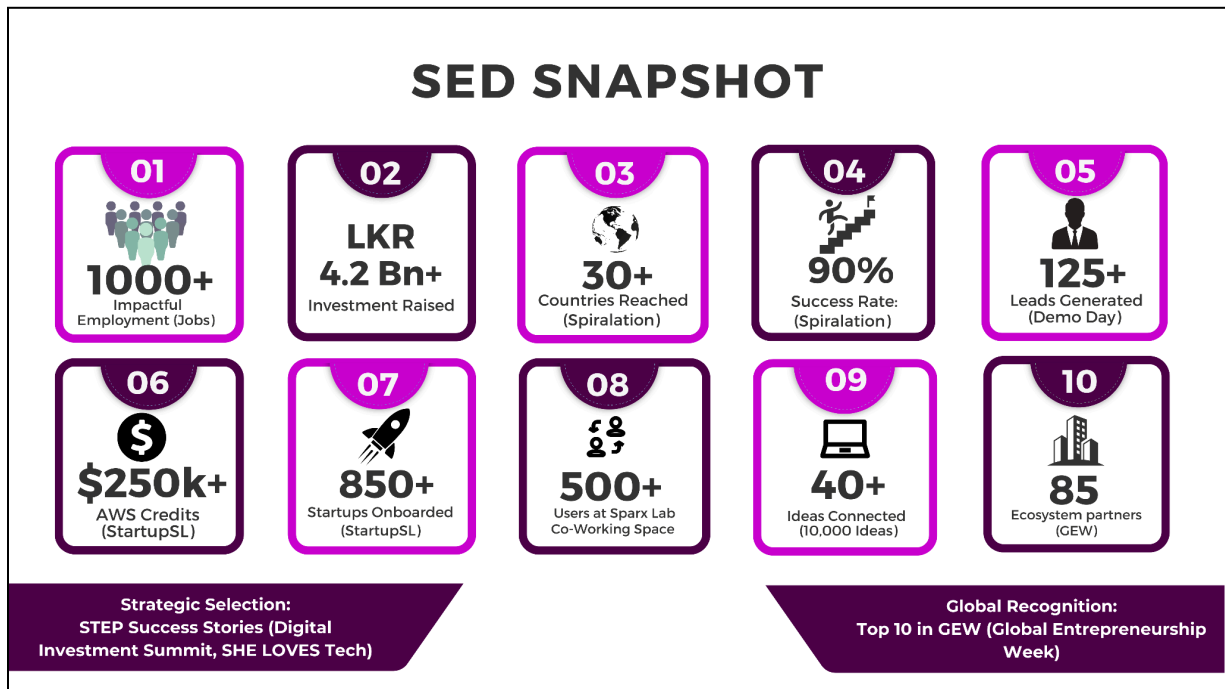 SED SNAPSHOT
01
1000+
Impactful
Employment (Jobs)
02
LKR
4.2 Bn+
Investment Raised
03
30+
Countries Reached
(Spiralation)
04
90%
Success Rate:
(Spiralation)
05
125+
Leads Generated
(Demo Day)
06
$
$250k+
AWS Credits
(StartupSL)
07
850+
Startups Onboarded
(StartupSL)
08
500+
Users at Sparx Lab
Co-Working Space
09
40+
Ideas Connected
(10,000 Ideas)
10
85
Ecosystem partners
(GEW)
Strategic Selection:
STEP Success Stories (Digital
Investment Summit, SHE LOVES Tech)
Global Recognition:
Top 10 in GEW (Global Entrepreneurship
Week)